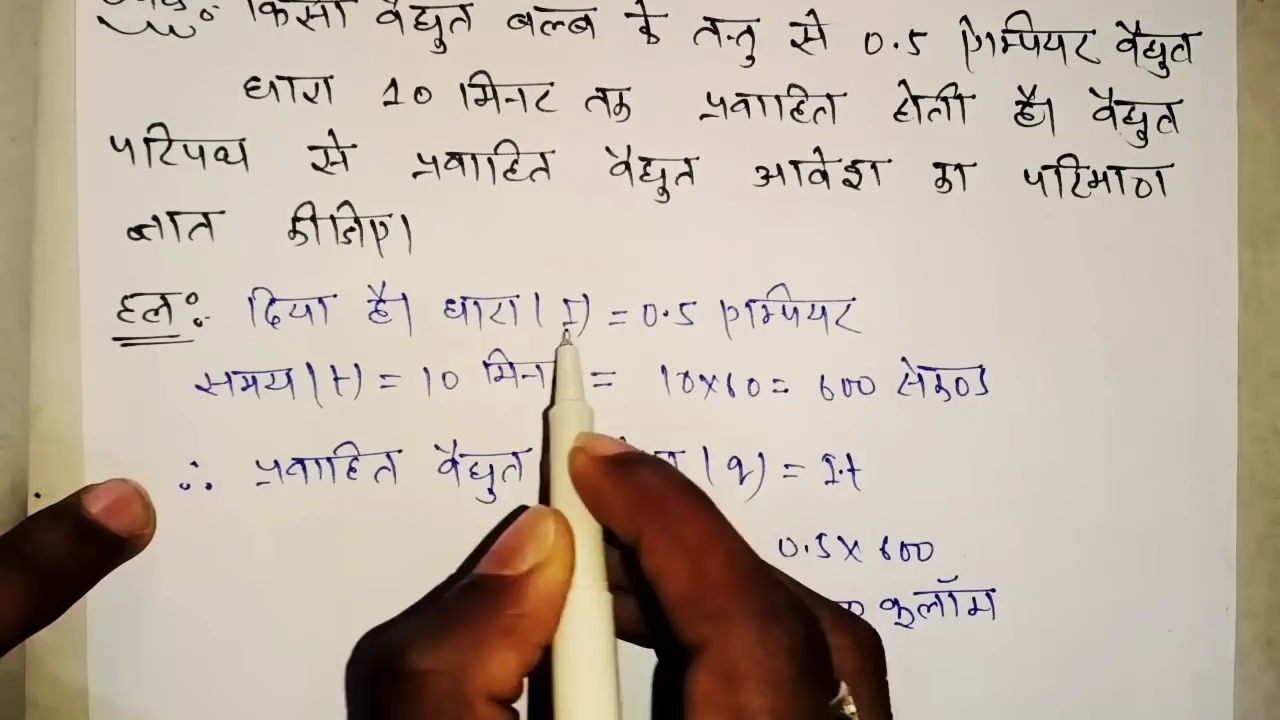 किसी वैद्युत बल्ब के तन्तु से 0.5 ऐम्पियर वैद्युत
धारा 10 मिनट तक प्रवाहित होती है। वैद्युत
परिपथ से प्रवाहित वैद्युत आवेश का परिमाण
ज्ञात कीजिए।
हल: दिया है। धारा (I) = 0.5 एम्पियर
समय (t) = 10 मिन = 10×60 = 600 सेकण्ड
∴ प्रवाहित वैद्युत (q) = I.t
0.5 × 600
कूलॉम